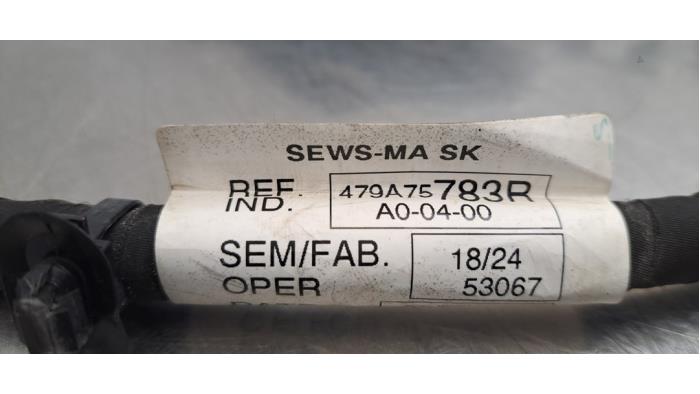 SEWS-MA SK
REF. 479A75783R
IND. A0-04-00
SEM/FAB. 18/24
OPER 53067